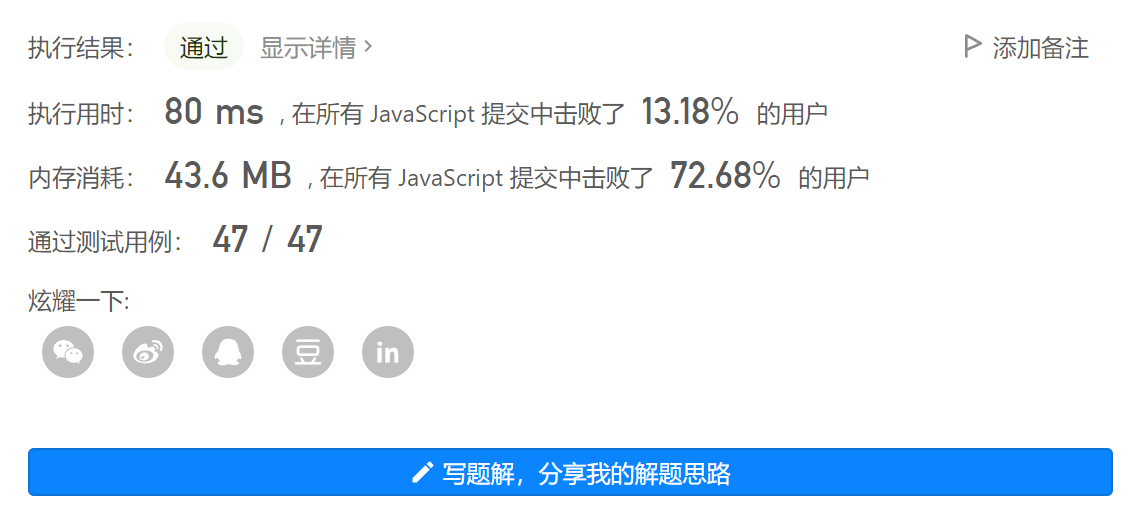 执行结果： 通过 显示详情 › 添加备注
执行用时： 80 ms , 在所有 JavaScript 提交中击败了 13.18% 的用户
内存消耗： 43.6 MB , 在所有 JavaScript 提交中击败了 72.68% 的用户
通过测试用例： 47 / 47
炫耀一下:
豆 in
写题解，分享我的解题思路